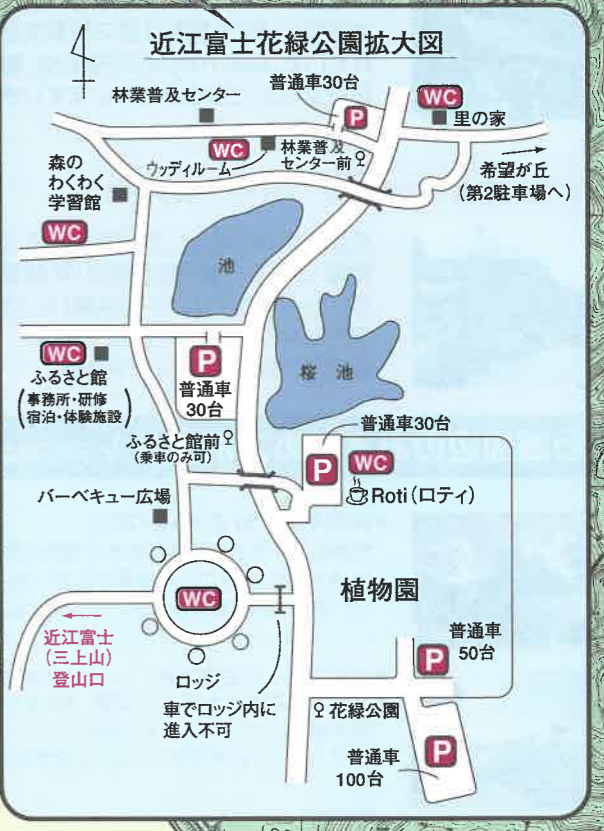 近江富士花緑公園拡大図
林業普及センター
普通車30台
P
WC
里の家
WC
ウッディルーム
林業普及
センター前
希望が丘
(第2駐車場へ)
森の
わくわく
学習館
WC
池
桜池
WC
ふるさと館
(事務所・研修
宿泊・体験施設)
P
普通車
30台
ふるさと館前
(乗車のみ可)
普通車30台
P
WC
Roti(ロティ)
バーベキュー広場
WC
植物園
近江富士
(三上山)
登山口
ロッジ
車でロッジ内に
進入不可
普通車
50台
P
花緑公園
普通車
100台
P